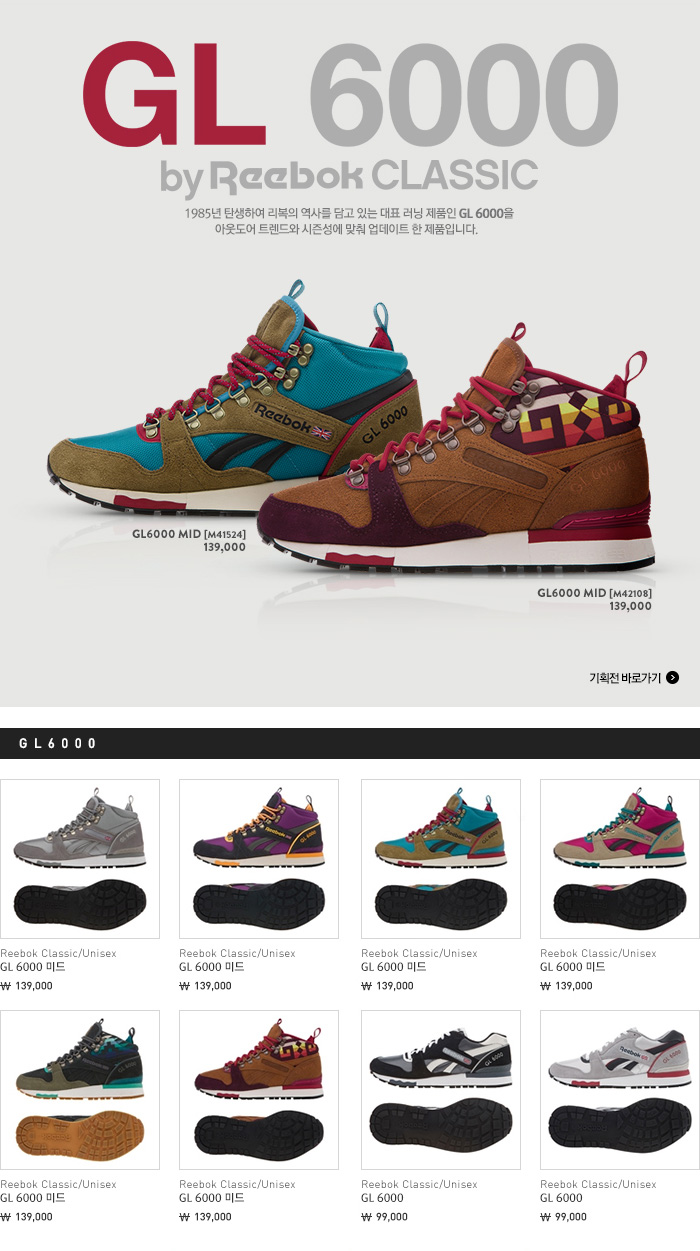 GL 6000
by Reebok CLASSIC
1985년 탄생하여 리복의 역사를 담고 있는 대표 러닝 제품인 GL 6000을
아웃도어 트렌드와 시즌성에 맞춰 업데이트 한 제품입니다.
Reebok
GL 6000
GL 6000
GL6000 MID [M41524]
139,000
GL6000 MID [M42108]
139,000
기획전 바로가기
GL6000
Reebok Classic/Unisex
GL 6000 미드
₩ 139,000
Reebok Classic/Unisex
GL 6000 미드
₩ 139,000
Reebok Classic/Unisex
GL 6000 미드
₩ 139,000
Reebok Classic/Unisex
GL 6000 미드
₩ 139,000
Reebok Classic/Unisex
GL 6000 미드
₩ 139,000
Reebok Classic/Unisex
GL 6000 미드
₩ 139,000
Reebok Classic/Unisex
GL 6000
₩ 99,000
Reebok Classic/Unisex
GL 6000
₩ 99,000